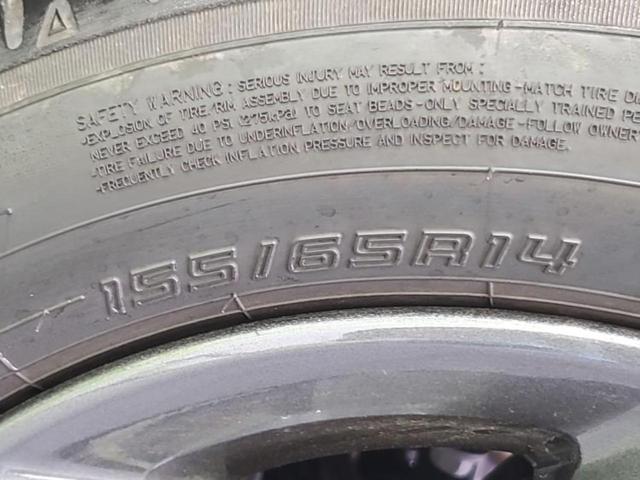 SAFETY WARNING: SERIOUS INJURY MAY RESULT FROM:
-EXPLOSION OF TIRE/RIM ASSEMBLY DUE TO IMPROPER MOUNTING-MATCH TIRE
NEVER EXCEED 40 PSI. (275kPa) TO SEAT BEADS-ONLY SPECIALLY TRAINED
-TIRE FAILURE DUE TO UNDERINFLATION/OVERLOADING/DAMAGE-FOLLOW OWNER
-FREQUENTLY CHECK INFLATION PRESSURE AND INSPECT FOR DAMAGE.
155/65R14